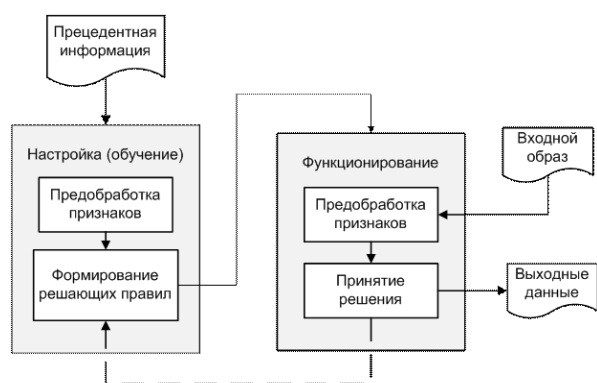 Прецедентная
информация
Настройка (обучение)
Предобработка
признаков
Формирование
решающих правил
Функционирование
Предобработка
признаков
Принятие
решения
Входной
образ
Выходные
данные